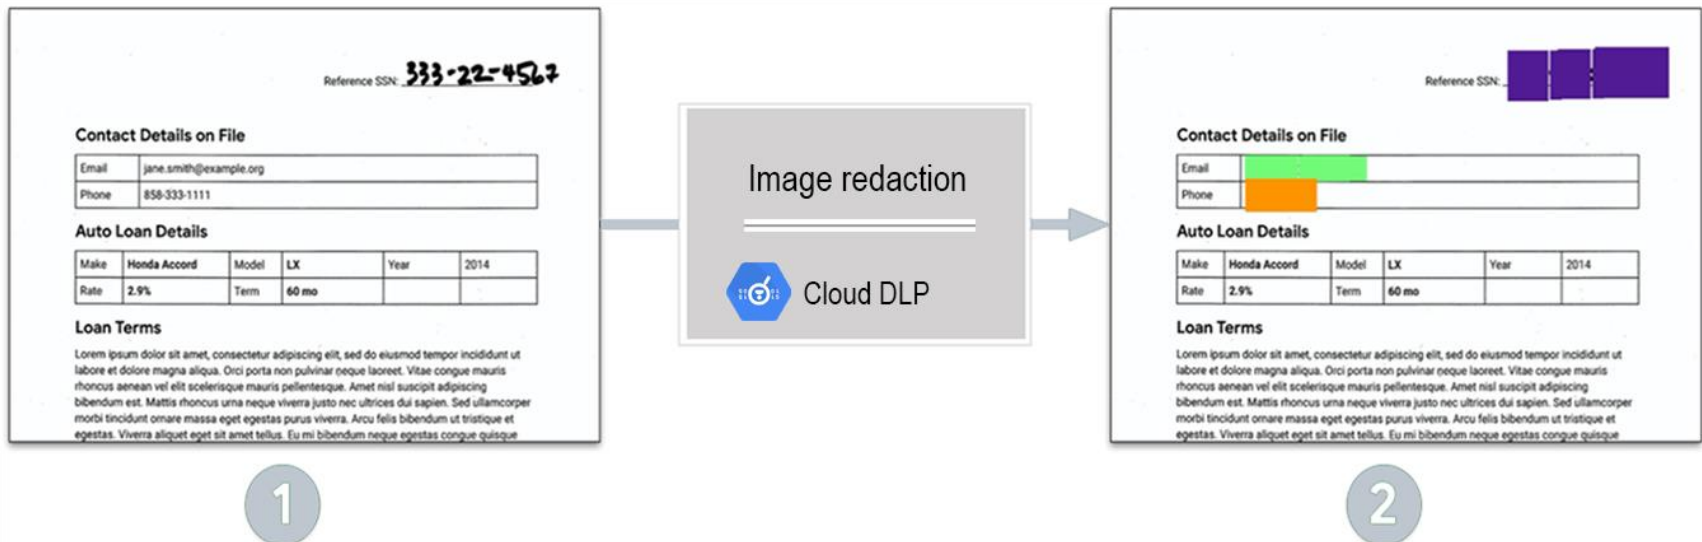 Reference SSN: 333-22-4567
Contact Details on File
Email jane.smith@example.org
Phone 858-333-1111
Auto Loan Details
Make Honda Accord Model LX Year 2014
Rate 2.9% Term 60 mo
Loan Terms
Lorem ipsum dolor sit amet, consectetur adipiscing elit, sed do eiusmod tempor incididunt ut
labore et dolore magna aliqua. Orci porta non pulvinar neque laoreet. Vitae congue mauris
rhoncus aenean vel elit scelerisque mauris pellentesque. Amet nisl suscipit adipiscing
bibendum est. Mattis rhoncus urna neque viverra justo nec ultrices dui sapien. Sed ullamcorper
morbi tincidunt ornare massa eget egestas purus viverra. Arcu felis bibendum ut tristique et
egestas. Viverra aliquet eget sit amet tellus. Eu mi bibendum neque egestas congue quisque
1
Image redaction
Cloud DLP
Reference SSN:
Contact Details on File
Email
Phone
Auto Loan Details
Make Honda Accord Model LX Year 2014
Rate 2.9% Term 60 mo
Loan Terms
Lorem ipsum dolor sit amet, consectetur adipiscing elit, sed do eiusmod tempor incididunt ut
labore et dolore magna aliqua. Orci porta non pulvinar neque laoreet. Vitae congue mauris
rhoncus aenean vel elit scelerisque mauris pellentesque. Amet nisl suscipit adipiscing
bibendum est. Mattis rhoncus urna neque viverra justo nec ultrices dui sapien. Sed ullamcorper
morbi tincidunt ornare massa eget egestas purus viverra. Arcu felis bibendum ut tristique et
egestas. Viverra aliquet eget sit amet tellus. Eu mi bibendum neque egestas congue quisque
2